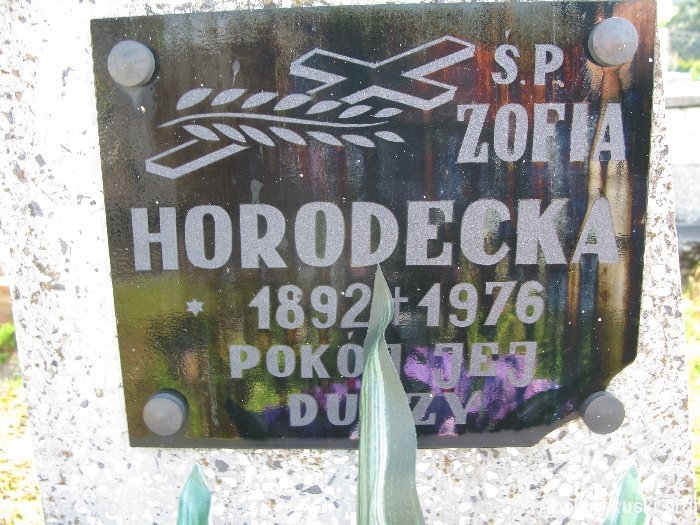 Ś.P.
ZOFIA
HORODECKA
* 1892 † 1976
POKÓJ JEJ
DUSZY